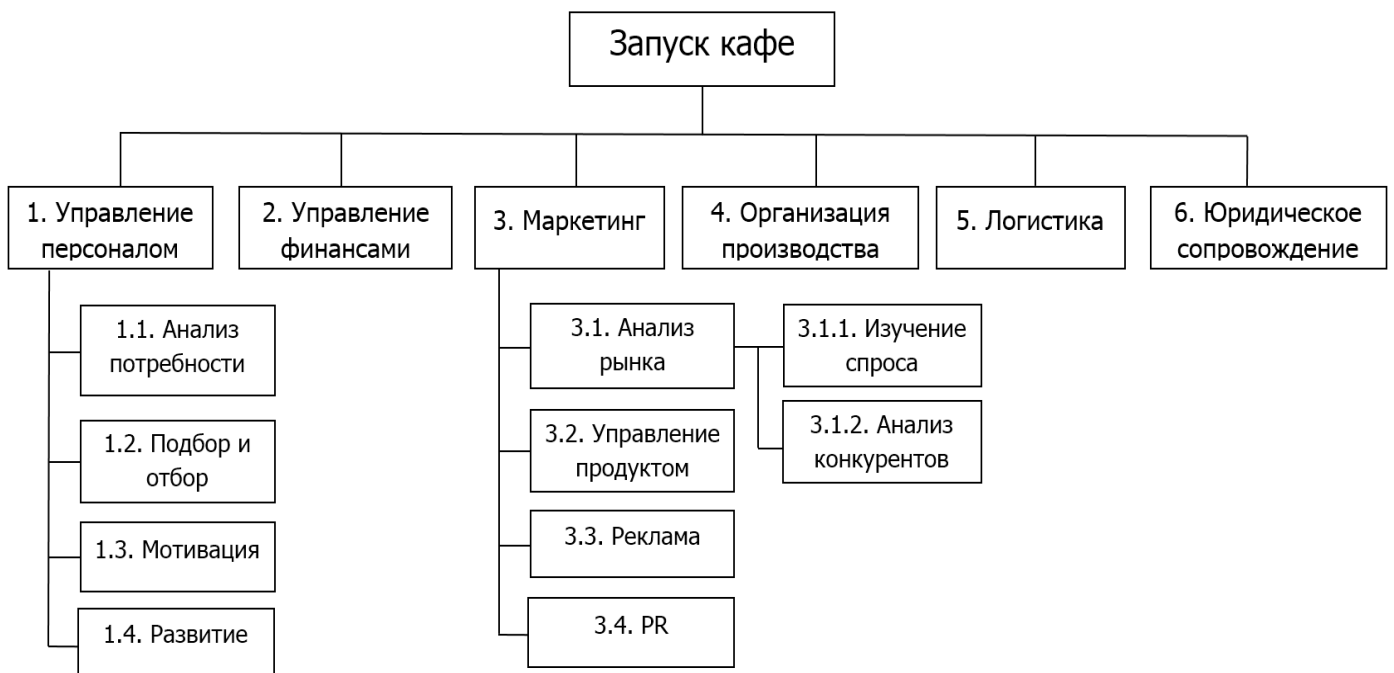 Запуск кафе
1. Управление
персоналом
2. Управление
финансами
3. Маркетинг
4. Организация
производства
5. Логистика
6. Юридическое
сопровождение
1.1. Анализ
потребности
1.2. Подбор и
отбор
1.3. Мотивация
1.4. Развитие
3.1. Анализ
рынка
3.2. Управление
продуктом
3.3. Реклама
3.4. PR
3.1.1. Изучение
спроса
3.1.2. Анализ
конкурентов